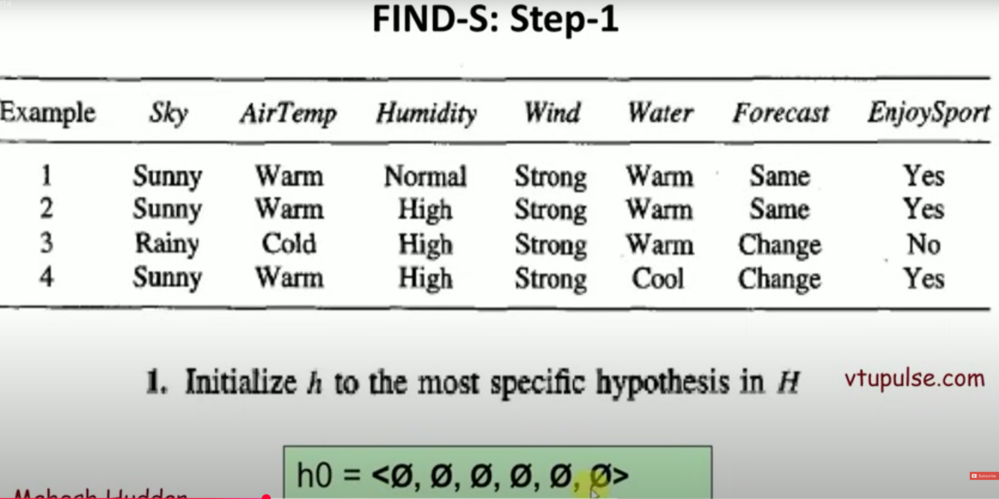 /14
FIND-S: Step-1
Example Sky AirTemp Humidity Wind Water Forecast EnjoySport
1 Sunny Warm Normal Strong Warm Same Yes
2 Sunny Warm High Strong Warm Same Yes
3 Rainy Cold High Strong Warm Change No
4 Sunny Warm High Strong Cool Change Yes
1. Initialize h to the most specific hypothesis in H
vtupulse.com
h0 = <Ø, Ø, Ø, Ø, Ø, Ø>
Subscribe
Mahesh Huddar